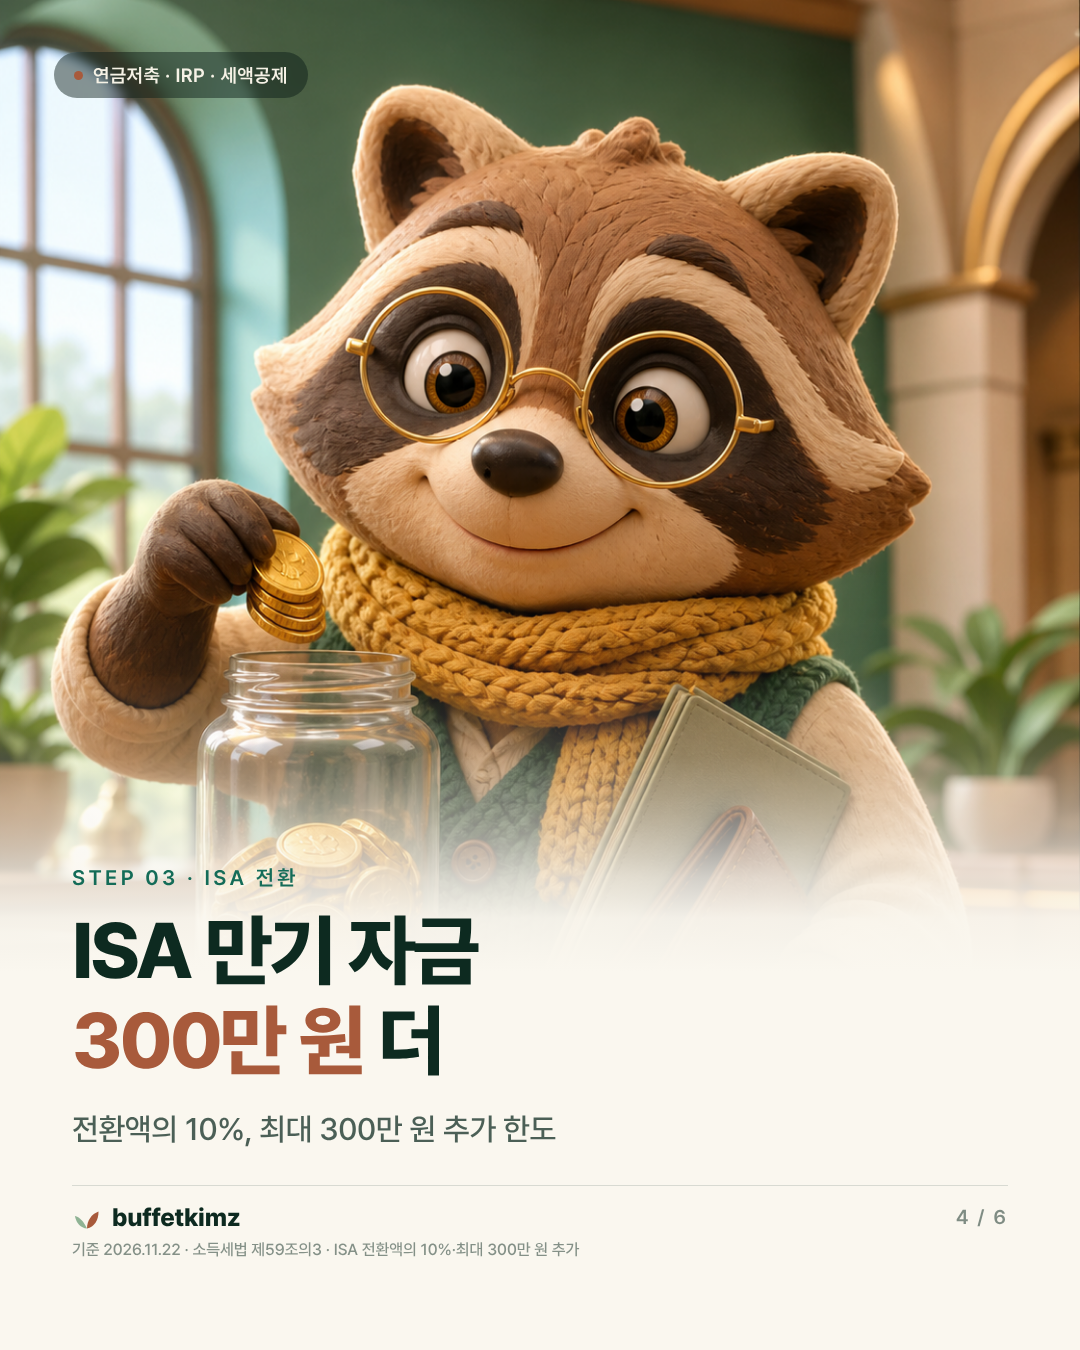 연금저축 · IRP · 세액공제
STEP 03 · ISA 전환
ISA 만기 자금
300만 원 더
전환액의 10%, 최대 300만 원 추가 한도
buffetkimz
4 / 6
기준 2026.11.22 · 소득세법 제59조의3 · ISA 전환액의 10%·최대 300만 원 추가